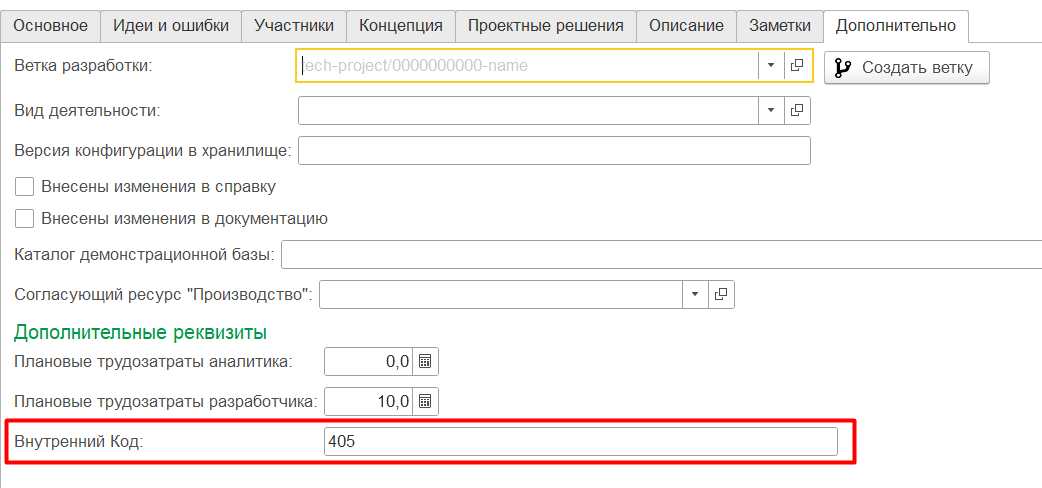 Основное Идеи и ошибки Участники Концепция Проектные решения Описание Заметки Дополнительно
Ветка разработки: tech-project/0000000000-name Создать ветку
Вид деятельности:
Версия конфигурации в хранилище:
Внесены изменения в справку
Внесены изменения в документацию
Каталог демонстрационной базы:
Согласующий ресурс "Производство":
Дополнительные реквизиты
Плановые трудозатраты аналитика: 0,0
Плановые трудозатраты разработчика: 10,0
Внутренний Код: 405